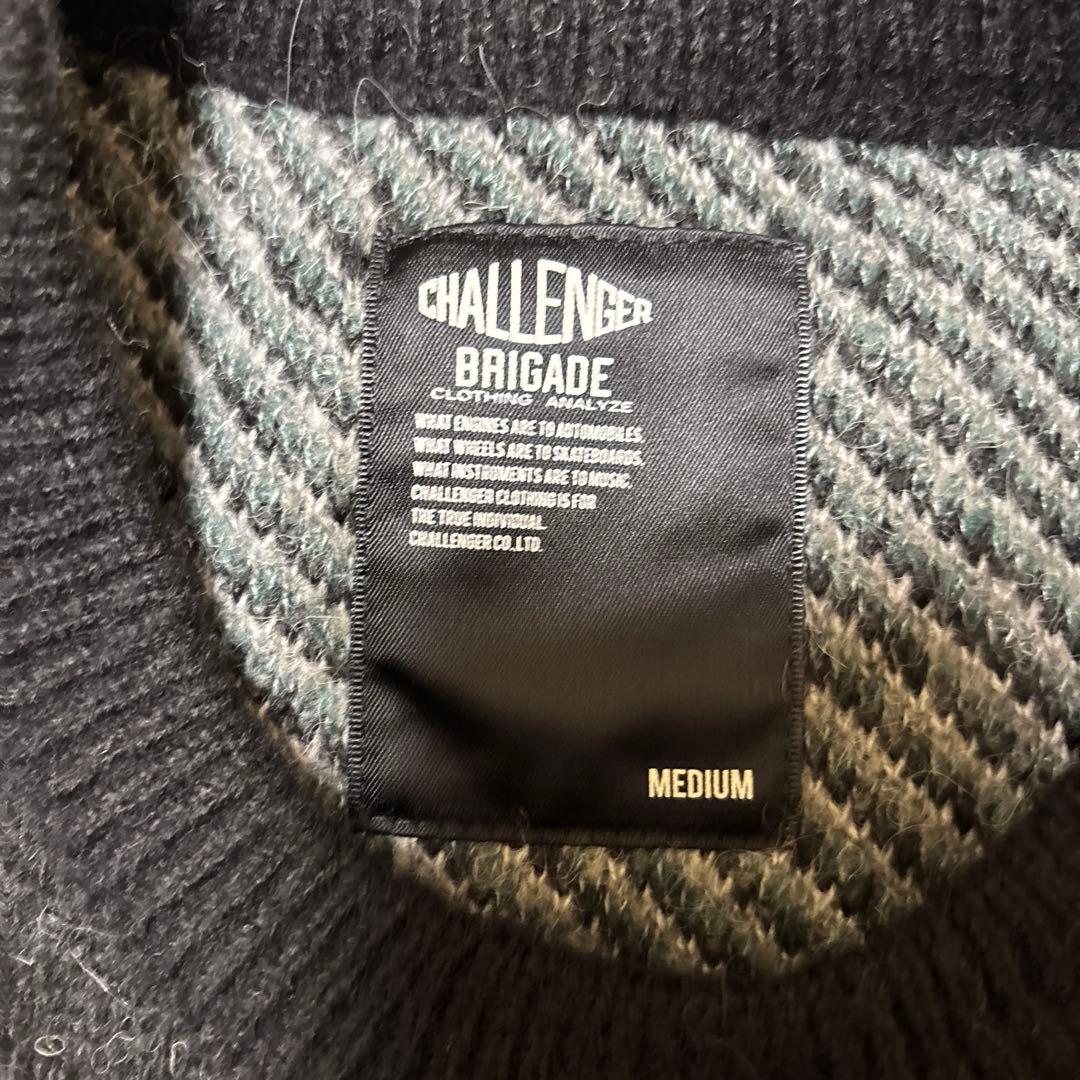 CHALLENGER
BRIGADE
CLOTHING ANALYZE
WHAT ENGINES ARE TO AUTOMOBILES,
WHAT WHEELS ARE TO SKATEBOARDS,
WHAT INSTRUMENTS ARE TO MUSIC.
CHALLENGER CLOTHING IS FOR
THE TRUE INDIVIDUAL.
CHALLENGER CO.,LTD.
MEDIUM